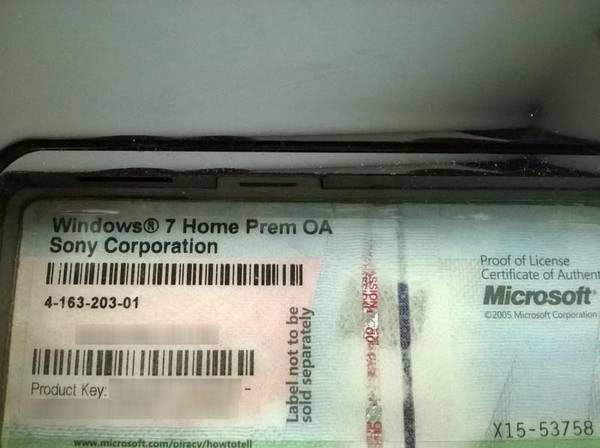 Windows® 7 Home Prem OA
Sony Corporation
4-163-203-01
Product Key:
-
Label not to be
sold separately
www.microsoft.com/piracy/howtotell
Proof of License
Certificate of Authent
Microsoft
©2005 Microsoft Corporation
X15-53758